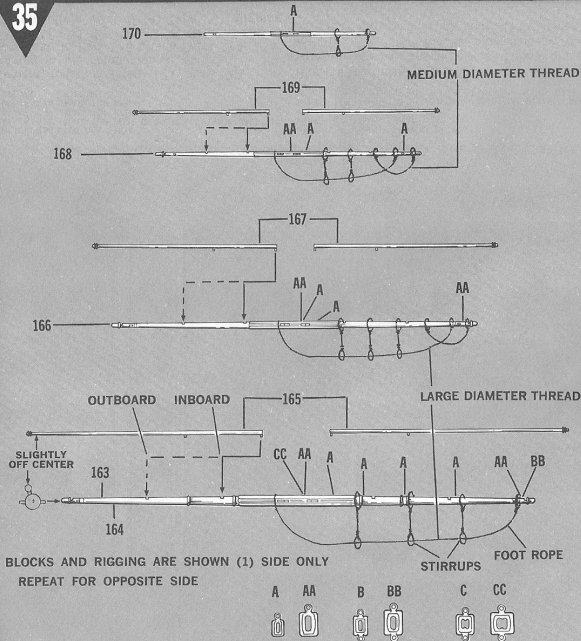 35
A
170
MEDIUM DIAMETER THREAD
169
AA A A
168
167
AA A A AA
166
LARGE DIAMETER THREAD
OUTBOARD INBOARD 165
SLIGHTLY
OFF CENTER
CC AA A A A A AA BB
163
164
FOOT ROPE
STIRRUPS
BLOCKS AND RIGGING ARE SHOWN (1) SIDE ONLY
REPEAT FOR OPPOSITE SIDE
A AA B BB C CC